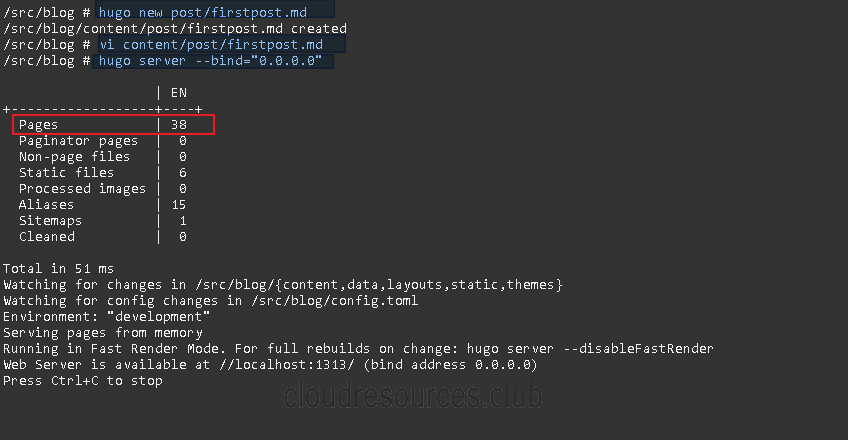 /src/blog # hugo new post/firstpost.md
/src/blog/content/post/firstpost.md created
/src/blog # vi content/post/firstpost.md
/src/blog # hugo server --bind="0.0.0.0"
                   | EN
+------------------+----+
  Pages            | 38
  Paginator pages  |  0
  Non-page files   |  0
  Static files     |  6
  Processed images |  0
  Aliases          | 15
  Sitemaps         |  1
  Cleaned          |  0
Total in 51 ms
Watching for changes in /src/blog/{content,data,layouts,static,themes}
Watching for config changes in /src/blog/config.toml
Environment: "development"
Serving pages from memory
Running in Fast Render Mode. For full rebuilds on change: hugo server --disableFastRender
Web Server is available at //localhost:1313/ (bind address 0.0.0.0)
Press Ctrl+C to stop
cloudresources.club